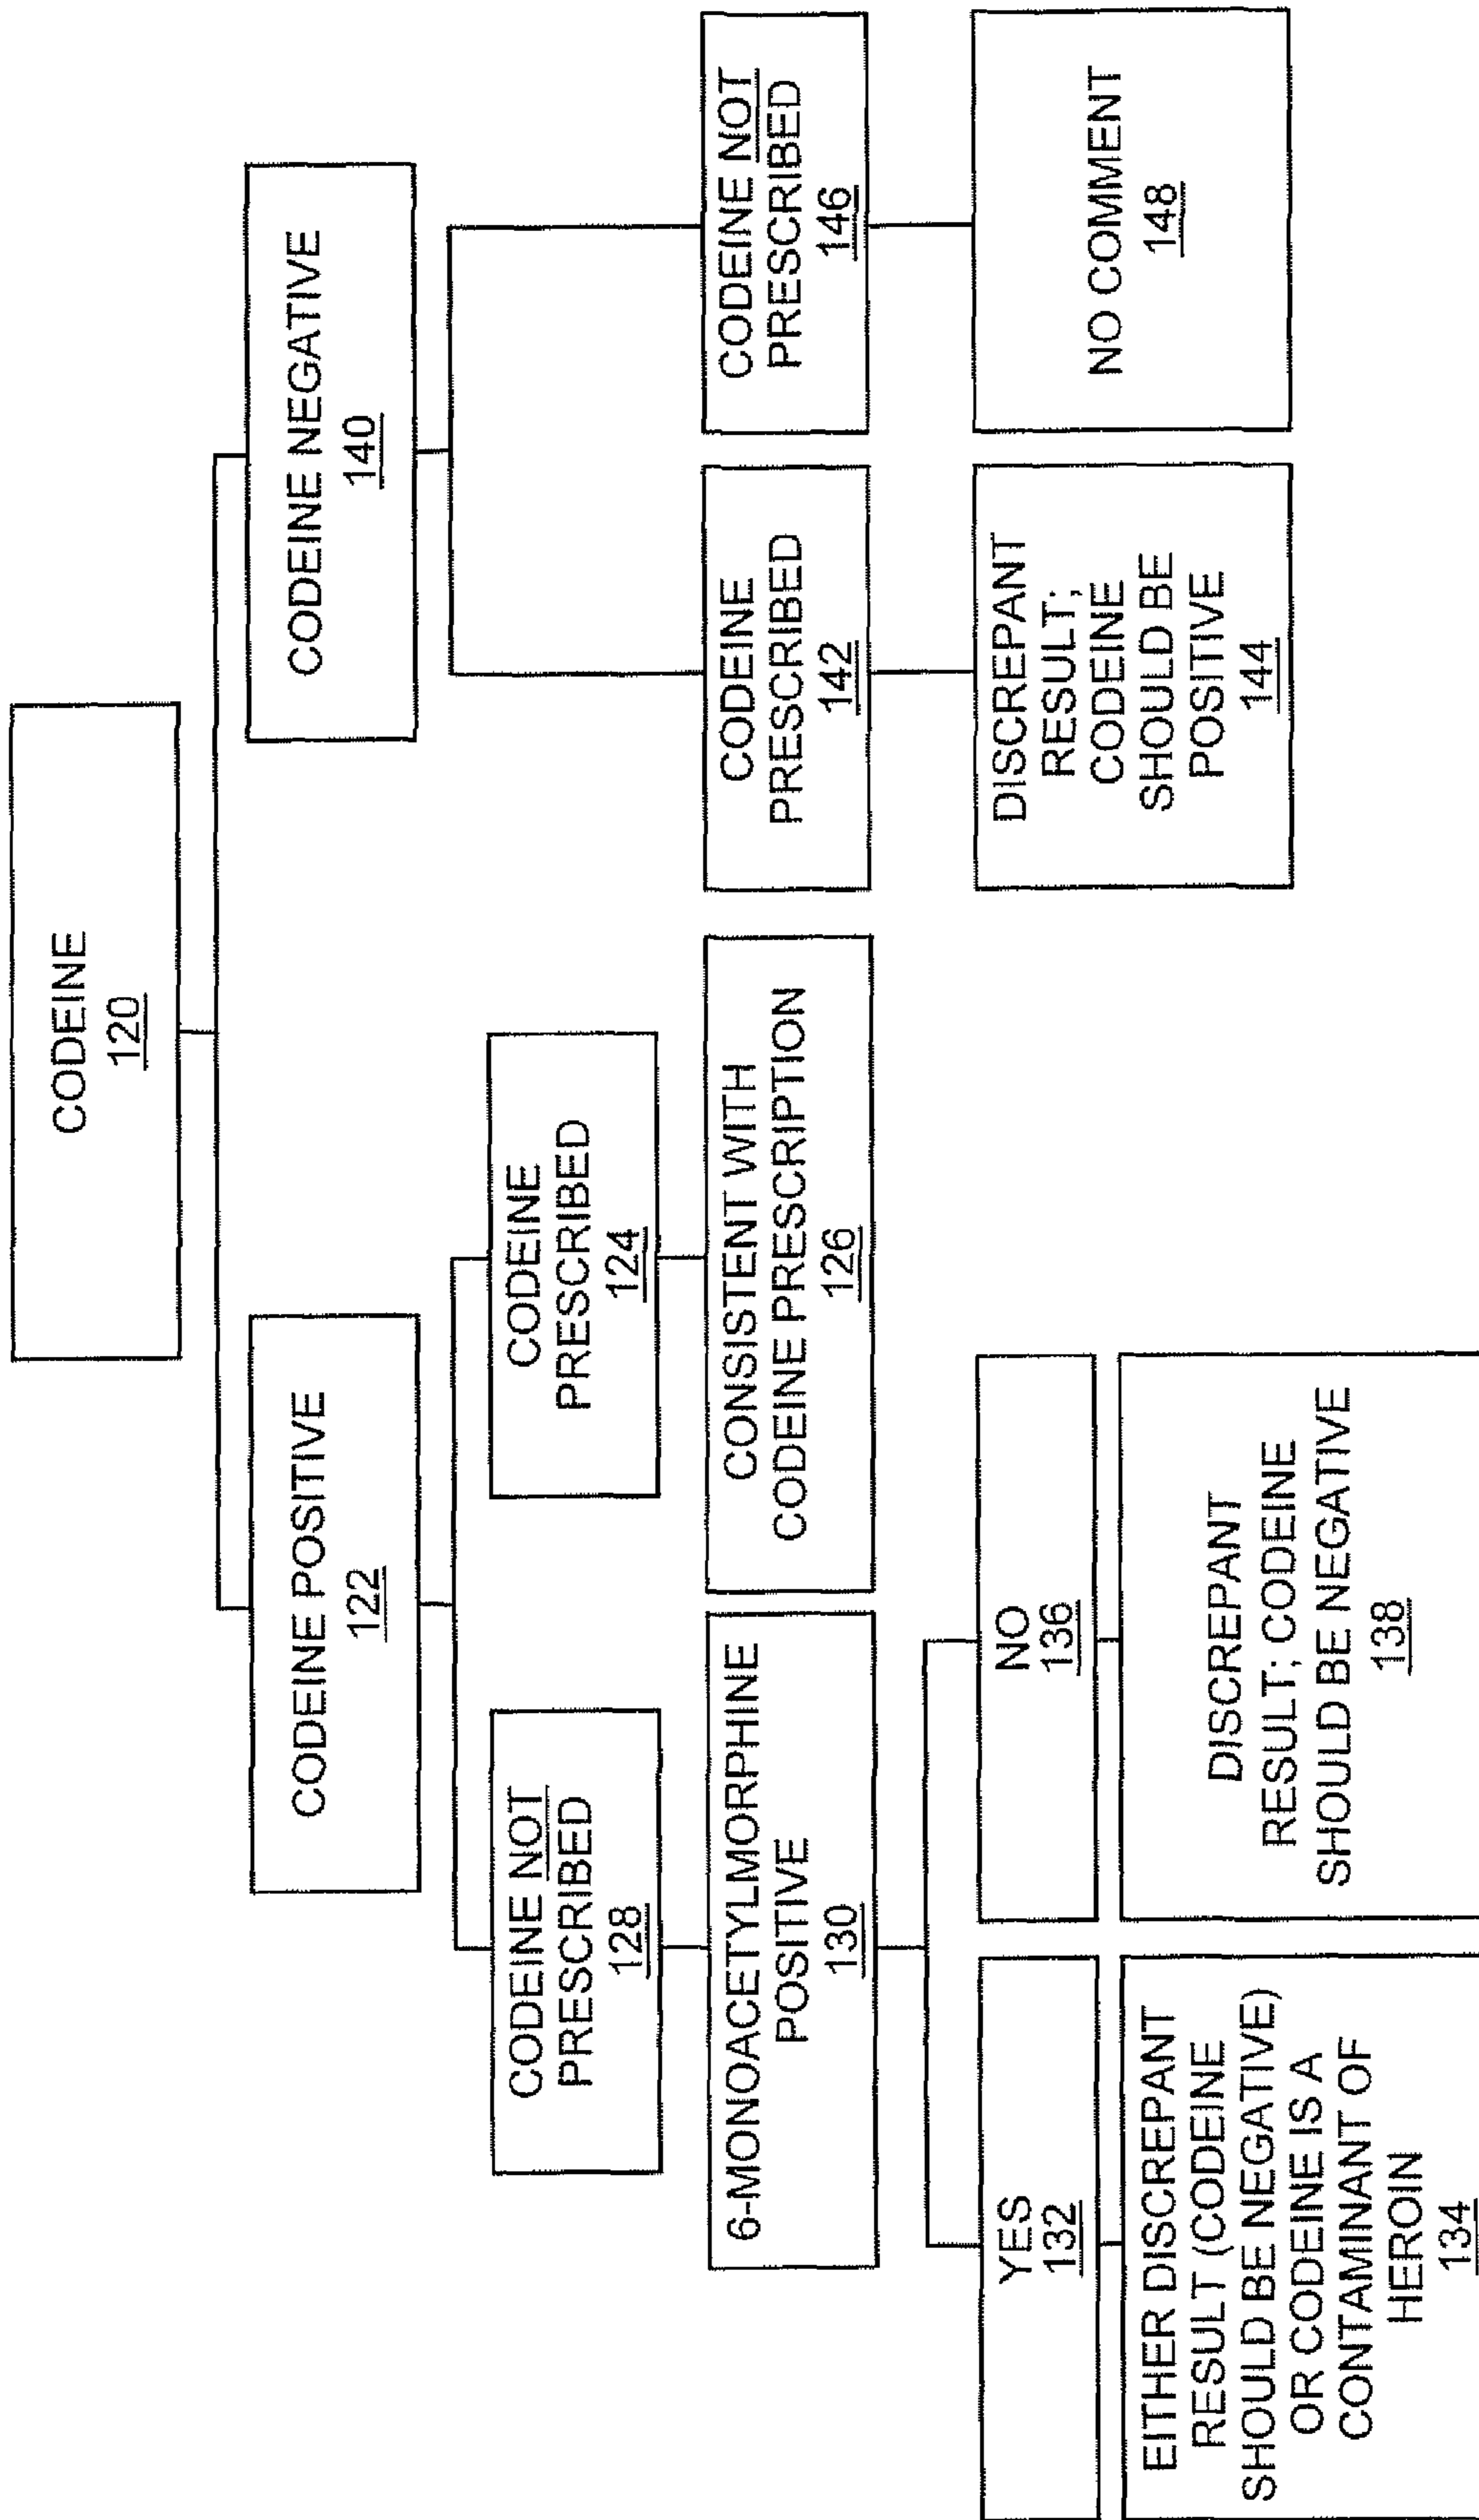 CODEINE
120
CODEINE POSITIVE
122
CODEINE NEGATIVE
140
CODEINE NOT
PRESCRIBED
128
CODEINE
PRESCRIBED
124
6-MONOACETYLMORPHINE
POSITIVE
130
CONSISTENT WITH
CODEINE PRESCRIPTION
126
CODEINE
PRESCRIBED
142
CODEINE NOT
PRESCRIBED
146
YES
132
NO
136
DISCREPANT
RESULT;
CODEINE
SHOULD BE
POSITIVE
144
NO COMMENT
148
EITHER DISCREPANT
RESULT (CODEINE
SHOULD BE NEGATIVE)
OR CODEINE IS A
CONTAMINANT OF
HEROIN
134
DISCREPANT
RESULT; CODEINE
SHOULD BE NEGATIVE
138